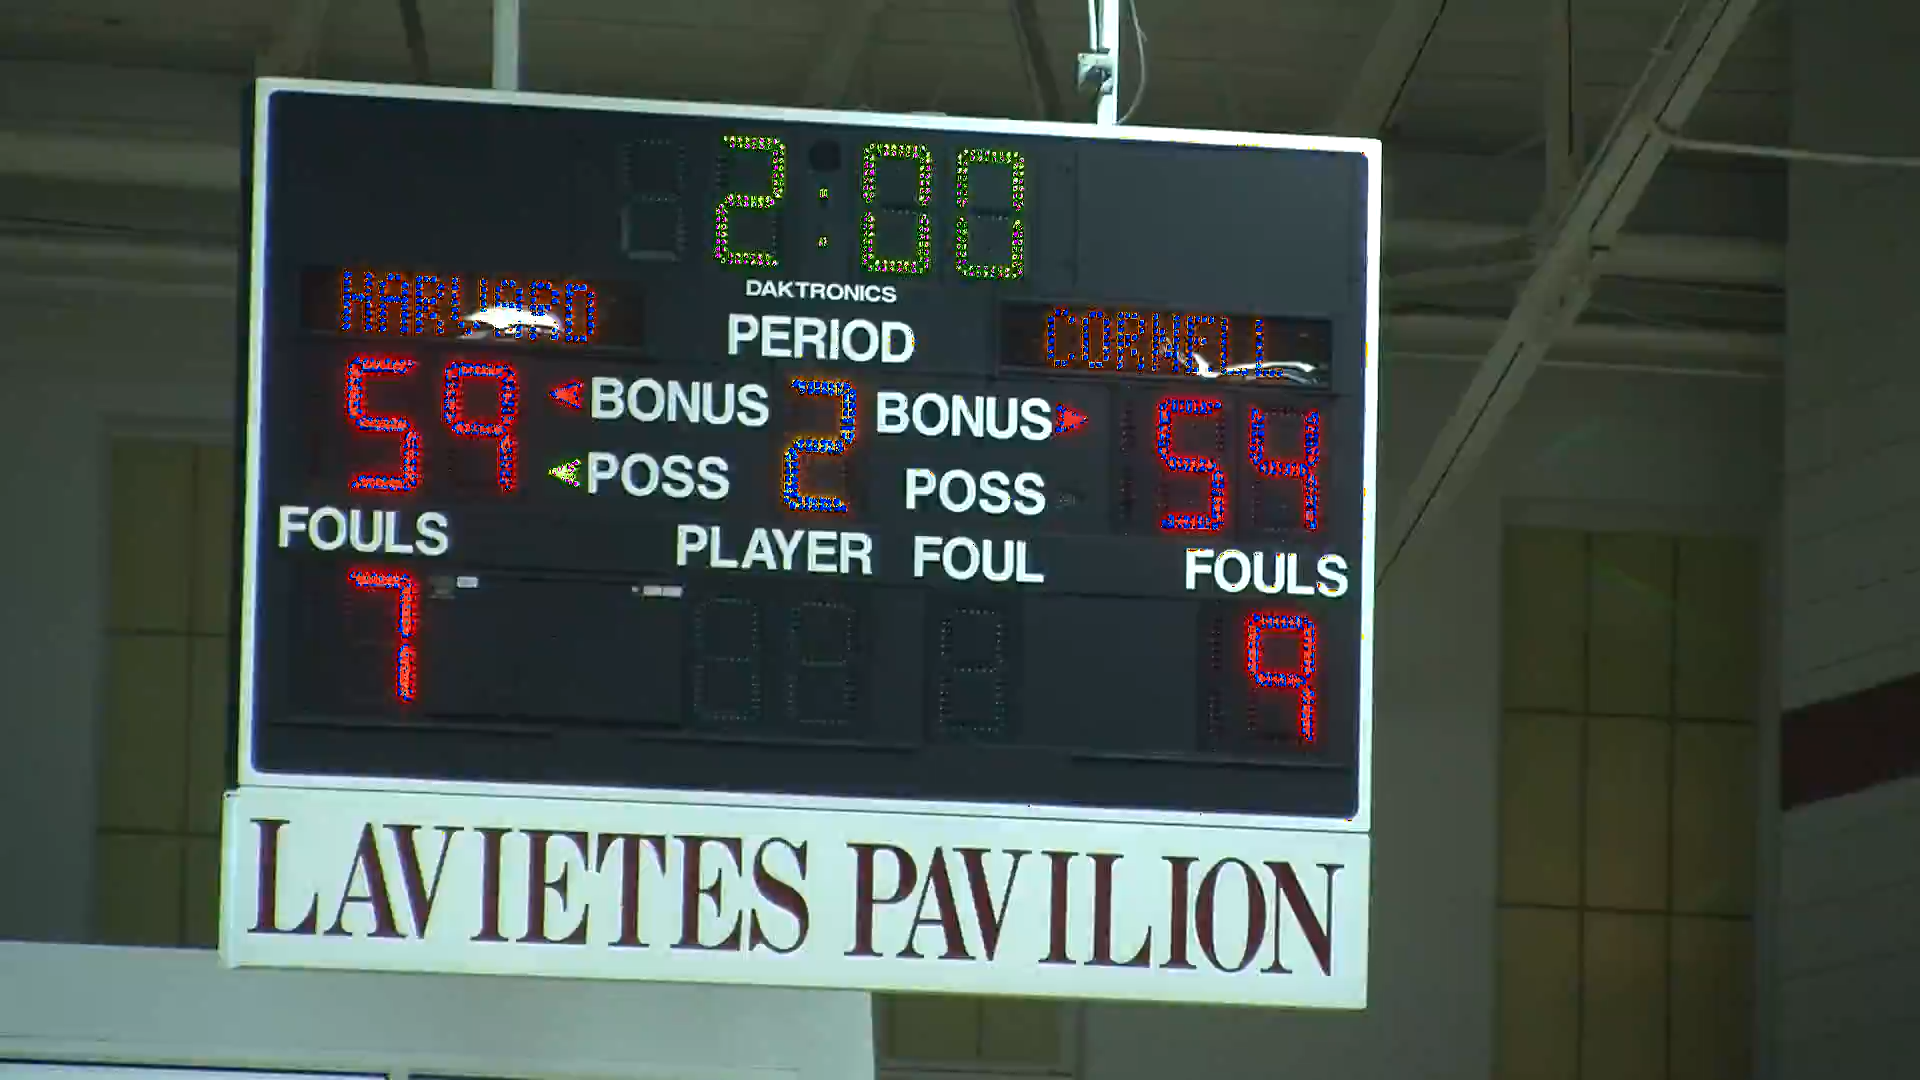 2:00
DAKTRONICS
HARVARD PERIOD CORNELL
59 BONUS 2 BONUS 54
POSS POSS
FOULS PLAYER FOUL FOULS
7 9
LAVIETES PAVILION